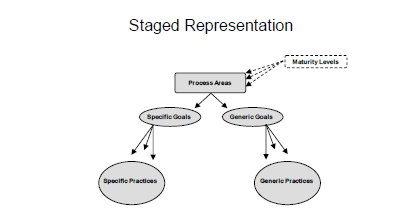 Staged Representation
Maturity Levels
Process Areas
Specific Goals
Generic Goals
Specific Practices
Generic Practices